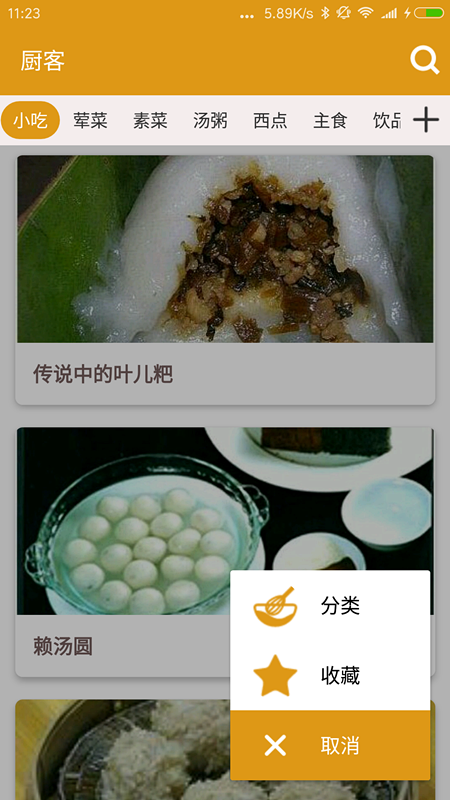 11:23 ... 5.89K/s
厨客
小吃 荤菜 素菜 汤粥 西点 主食 饮品
传说中的叶儿粑
赖汤圆
分类
收藏
取消